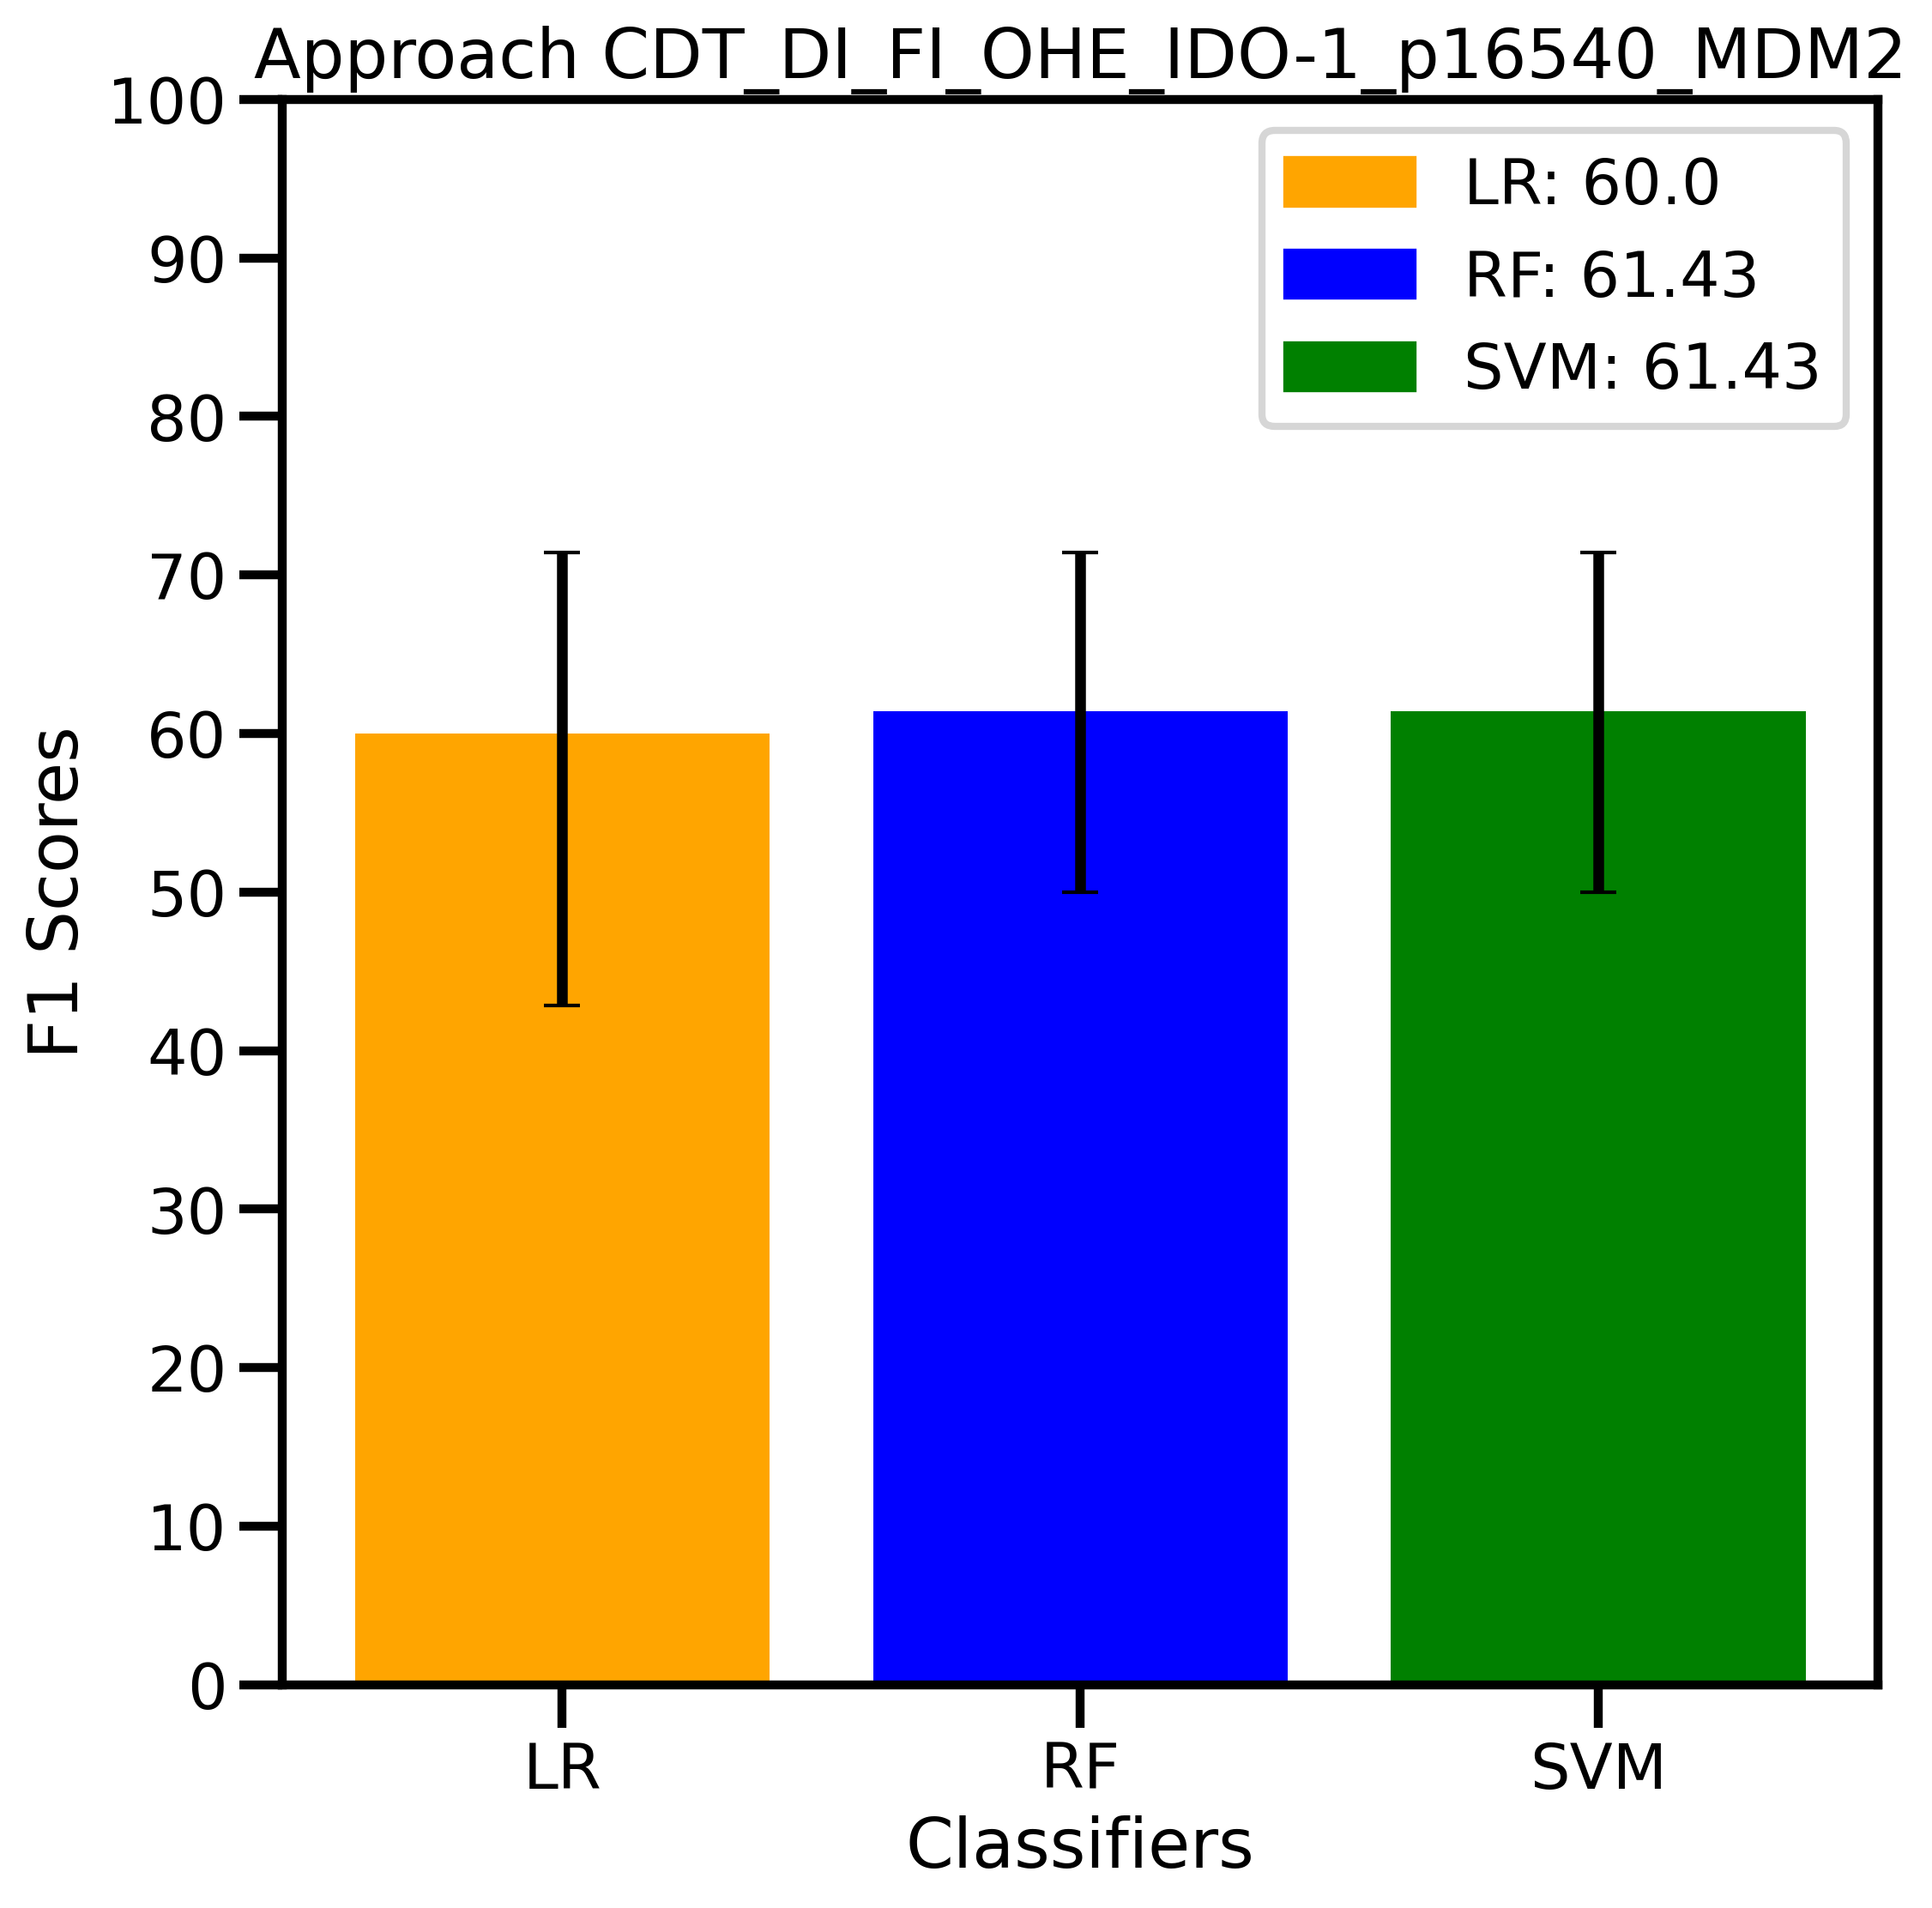 Approach CDT_DI_FI_OHE_IDO-1_p16540_MDM2
100
90
80
70
60
50
40
30
20
10
0
F1 Scores
LR: 60.0
RF: 61.43
SVM: 61.43
LR RF SVM
Classifiers